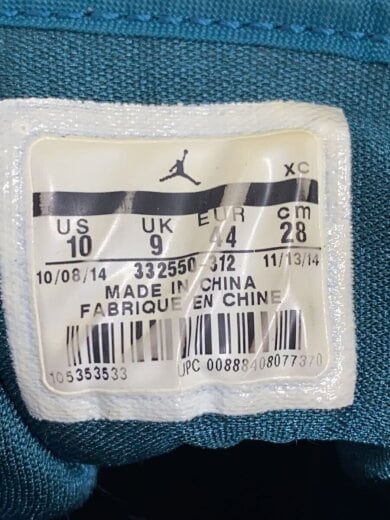 XC
US UK EUR cm
10 9 44 28
10/08/14 332550-312 11/13/14
MADE IN CHINA
FABRIQUE EN CHINE
105353533 UPC 00888408077370